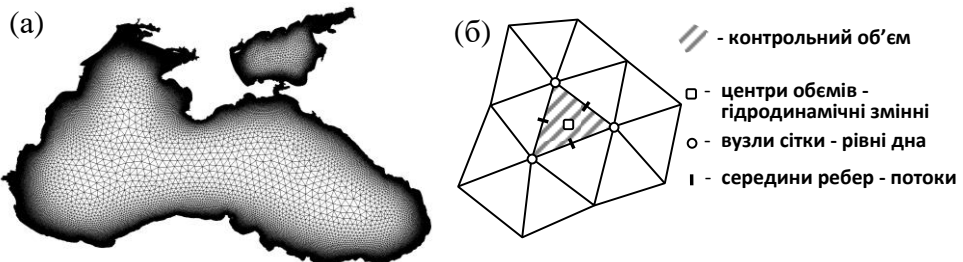 (а)
(б)
- контрольний об’єм
- центри обємів -
гідродинамічні змінні
- вузли сітки - рівні дна
- середини ребер - потоки